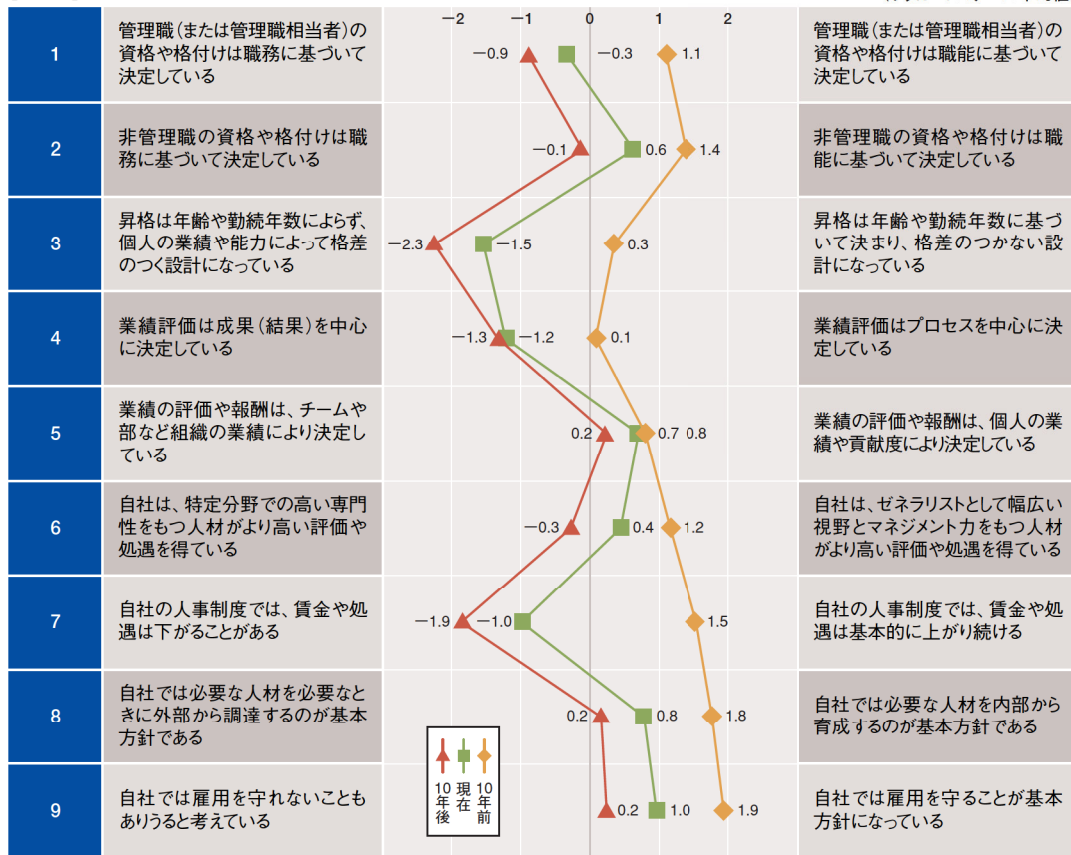 −2 −1 0 1 2
1
管理職(または管理職相当者)の
資格や格付けは職務に基づいて
決定している
−0.9 −0.3 1.1
管理職(または管理職相当者)の
資格や格付けは職能に基づいて
決定している
2
非管理職の資格や格付けは職
務に基づいて決定している
−0.1 0.6 1.4
非管理職の資格や格付けは職
能に基づいて決定している
3
昇格は年齢や勤続年数によらず、
個人の業績や能力によって格差
のつく設計になっている
−2.3 −1.5 0.3
昇格は年齢や勤続年数に基づ
いて決まり、格差のつかない設
計になっている
4
業績評価は成果(結果)を中心
に決定している
−1.3 −1.2 0.1
業績評価はプロセスを中心に決
定している
5
業績の評価や報酬は、チームや
部など組織の業績により決定し
ている
0.2 0.7 0.8
業績の評価や報酬は、個人の業
績や貢献度により決定している
6
自社は、特定分野での高い専門
性をもつ人材がより高い評価や
処遇を得ている
−0.3 0.4 1.2
自社は、ゼネラリストとして幅広い
視野とマネジメント力をもつ人材
がより高い評価や処遇を得ている
7
自社の人事制度では、賃金や処
遇は下がることがある
−1.9 −1.0 1.5
自社の人事制度では、賃金や処
遇は基本的に上がり続ける
8
自社では必要な人材を必要なと
きに外部から調達するのが基本
方針である
0.2 0.8 1.8
自社では必要な人材を内部から
育成するのが基本方針である
9
自社では雇用を守れないことも
ありうると考えている
0.2 1.0 1.9
自社では雇用を守ることが基本
方針になっている
10年後
現在
10年前